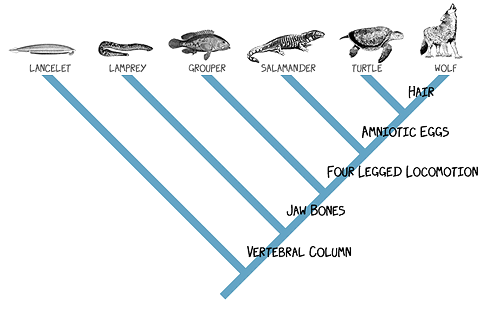 LANCELET LAMPREY GROUPER SALAMANDER TURTLE WOLF
HAIR
AMNIOTIC EGGS
FOUR LEGGED LOCOMOTION
JAW BONES
VERTEBRAL COLUMN